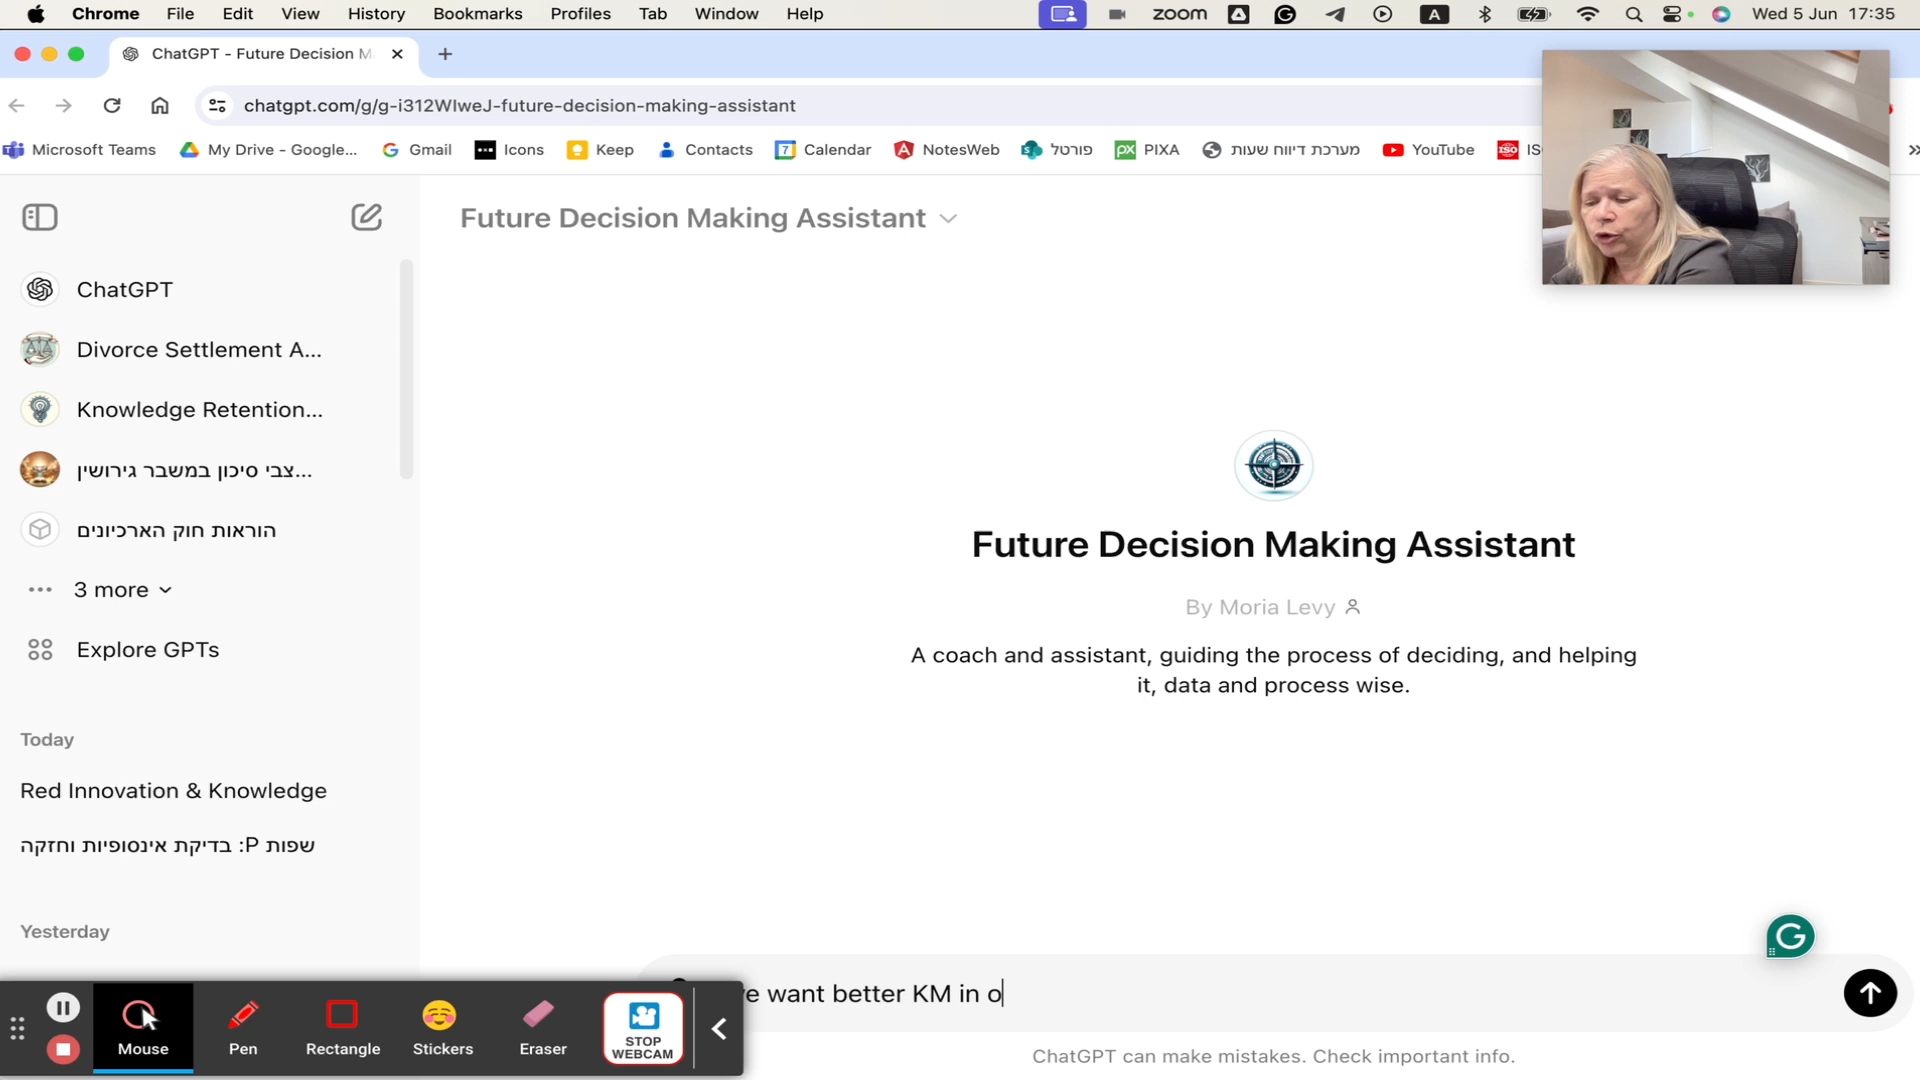 Chrome File Edit View History Bookmarks Profiles Tab Window Help zoom A Wed 5 Jun 17:35
ChatGPT - Future Decision M
chatgpt.com/g/g-i312WIweJ-future-decision-making-assistant
Microsoft Teams My Drive - Google... Gmail Icons Keep Contacts 7 Calendar NotesWeb פורטל px PIXA מערכת דיווח שעות YouTube ISO
Future Decision Making Assistant
ChatGPT
Divorce Settlement A...
Knowledge Retention...
צבי סיכון במשבר גירושין...
הוראות חוק הארכיונים
3 more
Explore GPTs
Today
Red Innovation & Knowledge
שפות P: בדיקת אינסופיות וחזקה
Yesterday
Future Decision Making Assistant
By Moria Levy
A coach and assistant, guiding the process of deciding, and helping
it, data and process wise.
want better KM in o
ChatGPT can make mistakes. Check important info.
Mouse Pen Rectangle Stickers Eraser STOP WEBCAM